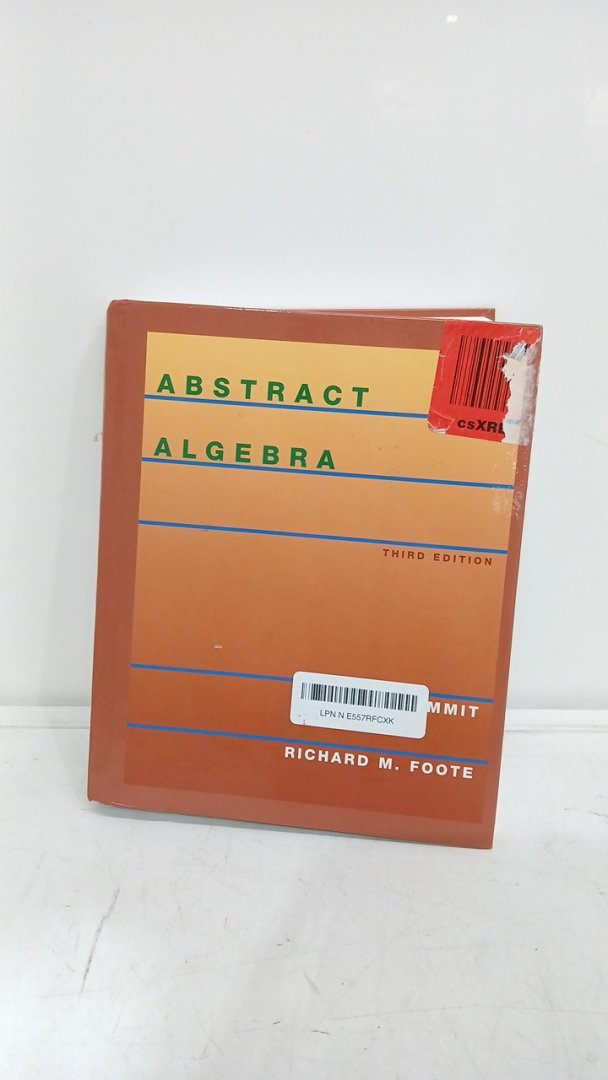 ABSTRACT
csXRL
ALGEBRA
THIRD EDITION
MMIT
LPN N E557RFCXK
RICHARD M. FOOTE